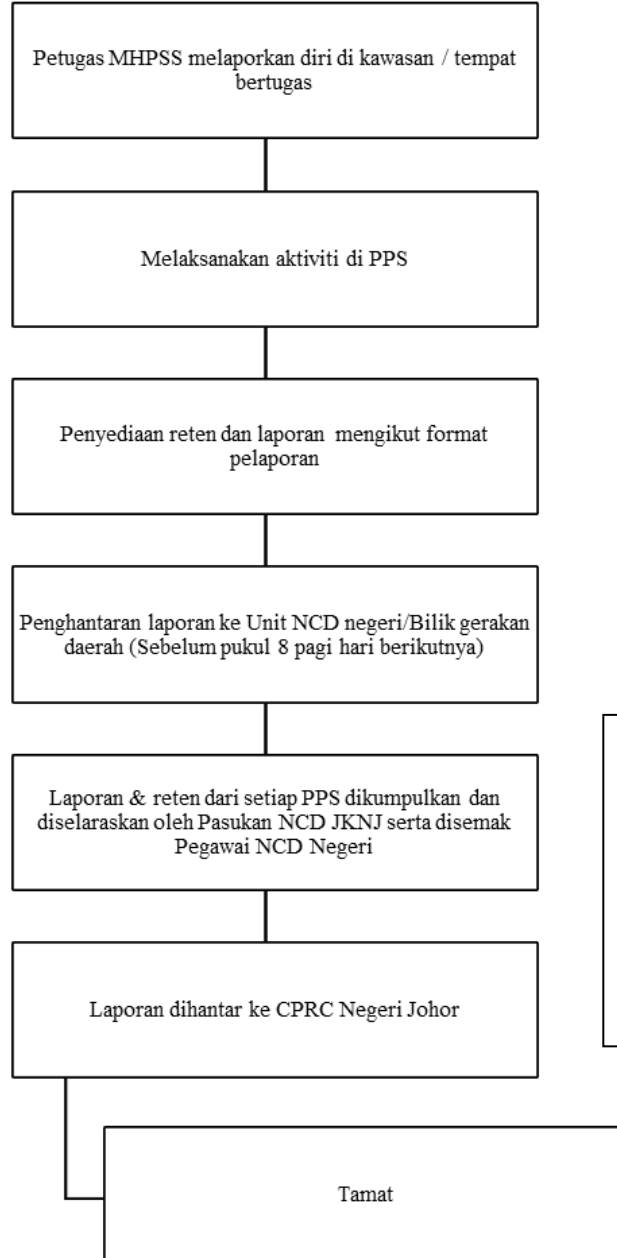 Petugas MHPSS melaporkan diri di kawasan / tempat
bertugas
Melaksanakan aktiviti di PPS
Penyediaan reten dan laporan mengikut format
pelaporan
Penghantaran laporan ke Unit NCD negeri/Bilik gerakan
daerah (Sebelum pukul 8 pagi hari berikutnya)
Laporan & reten dari setiap PPS dikumpulkan dan
diselaraskan oleh Pasukan NCD JKNJ serta disemak
Pegawai NCD Negeri
Laporan dihantar ke CPRC Negeri Johor
Tamat